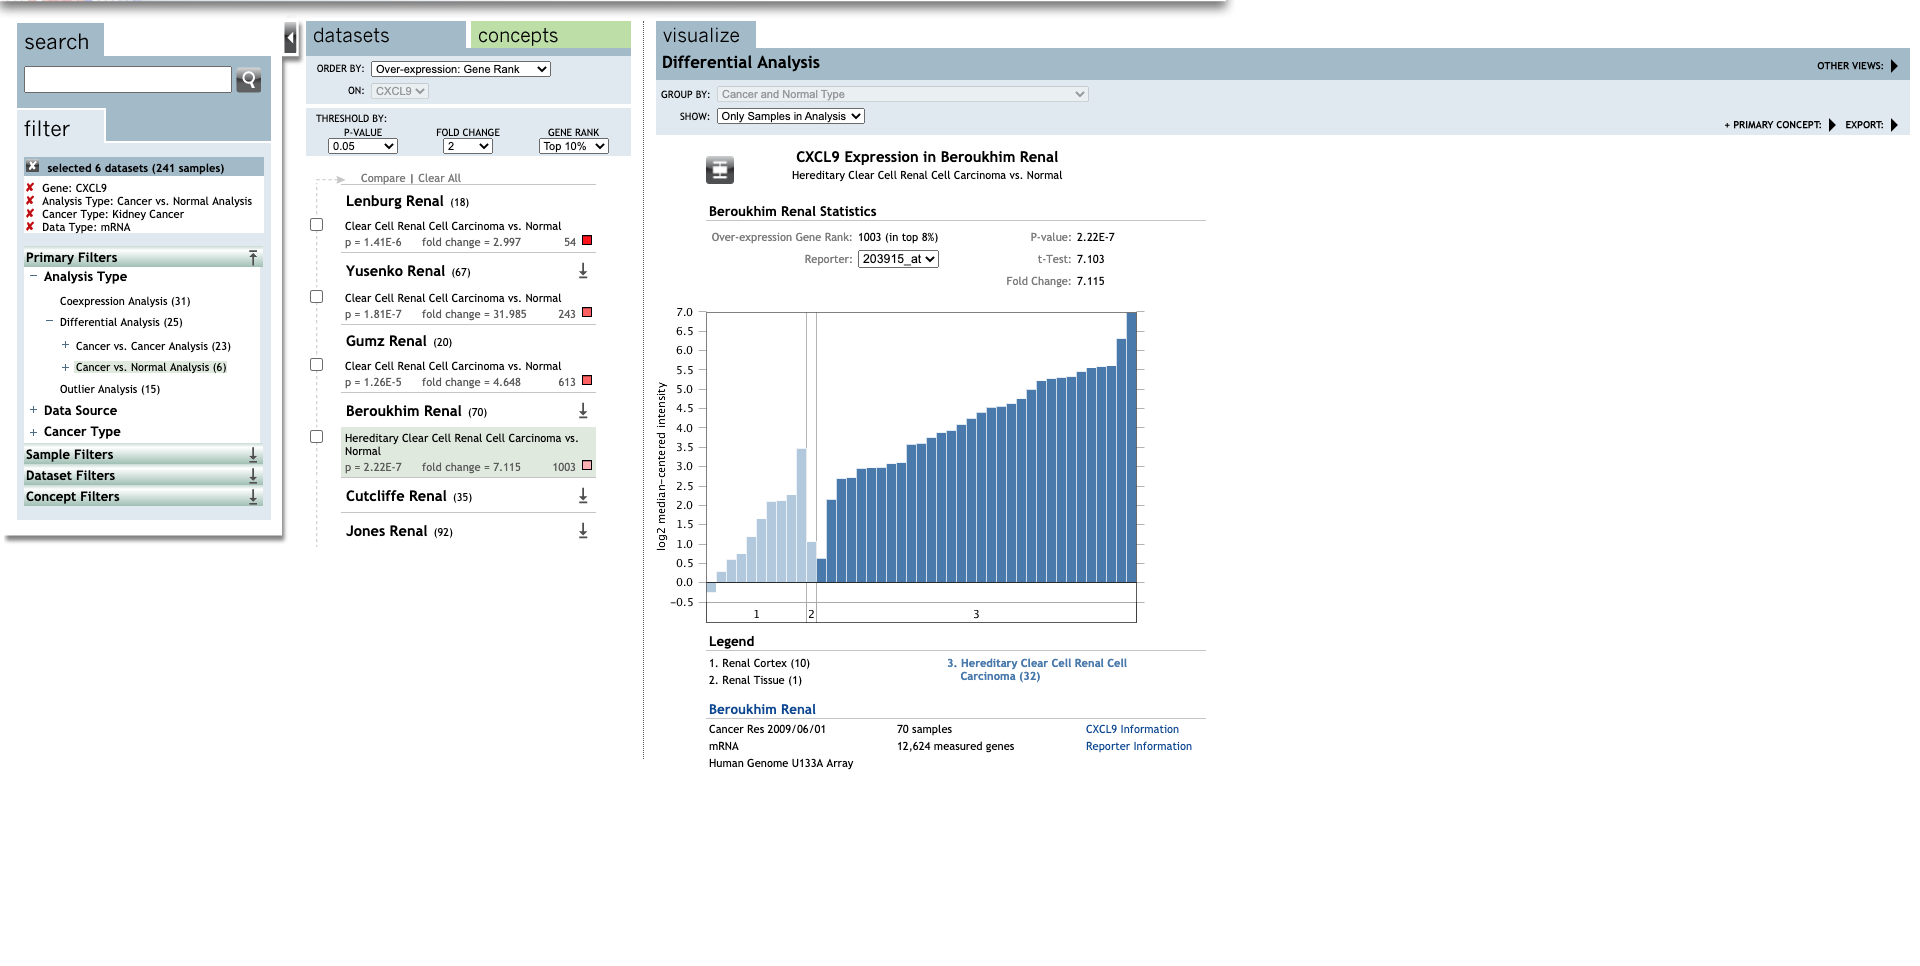 search
filter
selected 6 datasets (241 samples)
Gene: CXCL9
Analysis Type: Cancer vs. Normal Analysis
Cancer Type: Kidney Cancer
Data Type: mRNA
Primary Filters
Analysis Type
Coexpression Analysis (31)
Differential Analysis (25)
Cancer vs. Cancer Analysis (23)
Cancer vs. Normal Analysis (6)
Outlier Analysis (15)
Data Source
Cancer Type
Sample Filters
Dataset Filters
Concept Filters
datasets concepts
ORDER BY: Over-expression: Gene Rank
ON: CXCL9
THRESHOLD BY:
P-VALUE FOLD CHANGE GENE RANK
0.05 2 Top 10%
Compare | Clear All
Lenburg Renal (18)
Clear Cell Renal Cell Carcinoma vs. Normal
p = 1.41E-6 fold change = 2.997 54
Yusenko Renal (67)
Clear Cell Renal Cell Carcinoma vs. Normal
p = 1.81E-7 fold change = 31.985 243
Gumz Renal (20)
Clear Cell Renal Cell Carcinoma vs. Normal
p = 1.26E-5 fold change = 4.648 613
Beroukhim Renal (70)
Hereditary Clear Cell Renal Cell Carcinoma vs.
Normal
p = 2.22E-7 fold change = 7.115 1003
Cutcliffe Renal (35)
Jones Renal (92)
visualize
Differential Analysis
OTHER VIEWS:
GROUP BY: Cancer and Normal Type
SHOW: Only Samples in Analysis
+ PRIMARY CONCEPT: EXPORT:
CXCL9 Expression in Beroukhim Renal
Hereditary Clear Cell Renal Cell Carcinoma vs. Normal
Beroukhim Renal Statistics
Over-expression Gene Rank: 1003 (in top 8%) P-value: 2.22E-7
Reporter: 203915_at t-Test: 7.103
Fold Change: 7.115
log2 median-centered intensity
7.0
6.5
6.0
5.5
5.0
4.5
4.0
3.5
3.0
2.5
2.0
1.5
1.0
0.5
0.0
-0.5
1 2 3
Legend
1. Renal Cortex (10)
2. Renal Tissue (1)
3. Hereditary Clear Cell Renal Cell
Carcinoma (32)
Beroukhim Renal
Cancer Res 2009/06/01 70 samples CXCL9 Information
mRNA 12,624 measured genes Reporter Information
Human Genome U133A Array